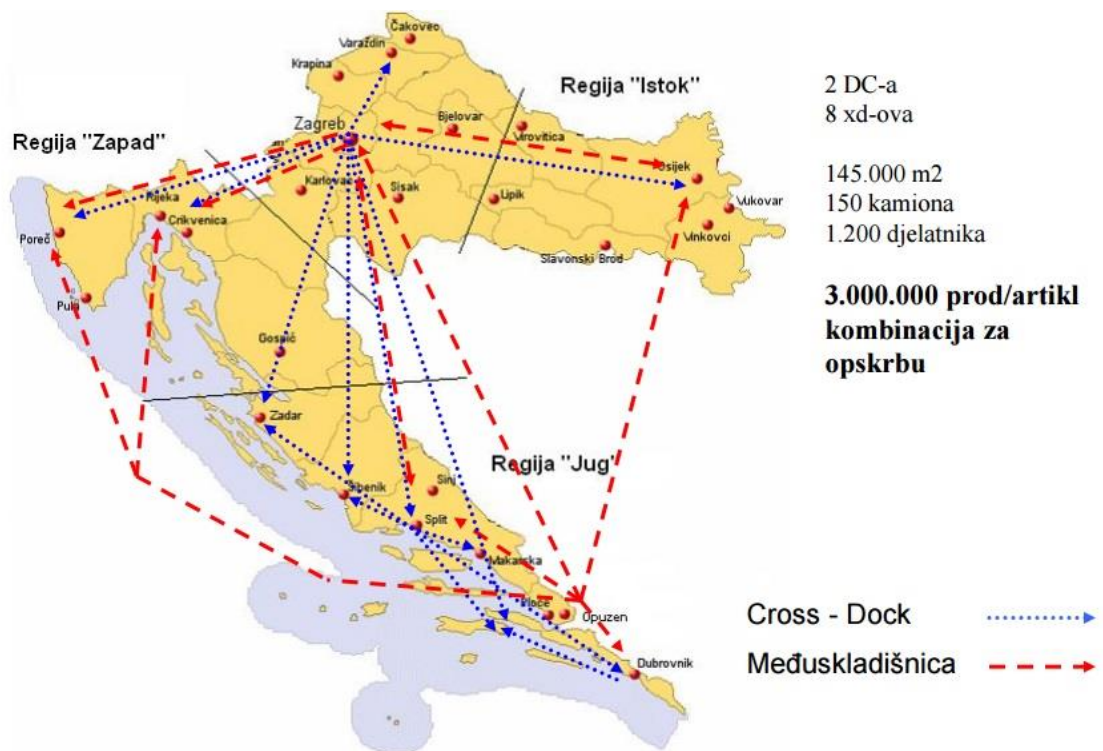 Čakovec
Varaždin
Krapina
Regija "Istok"
Zagreb
Bjelovar
Virovitica
Regija "Zapad"
Osijek
Karlovac
Sisak
Lipik
Vukovar
Rijeka
Crikvenica
Vinkovci
Poreč
Slavonski Brod
Pula
Gospić
Zadar
Regija "Jug"
Sinj
Šibenik
Split
Makarska
Ploče
Opuzen
Dubrovnik
2 DC-a
8 xd-ova
145.000 m2
150 kamiona
1.200 djelatnika
3.000.000 prod/artikl
kombinacija za
opskrbu
Cross - Dock
Međuskladišnica